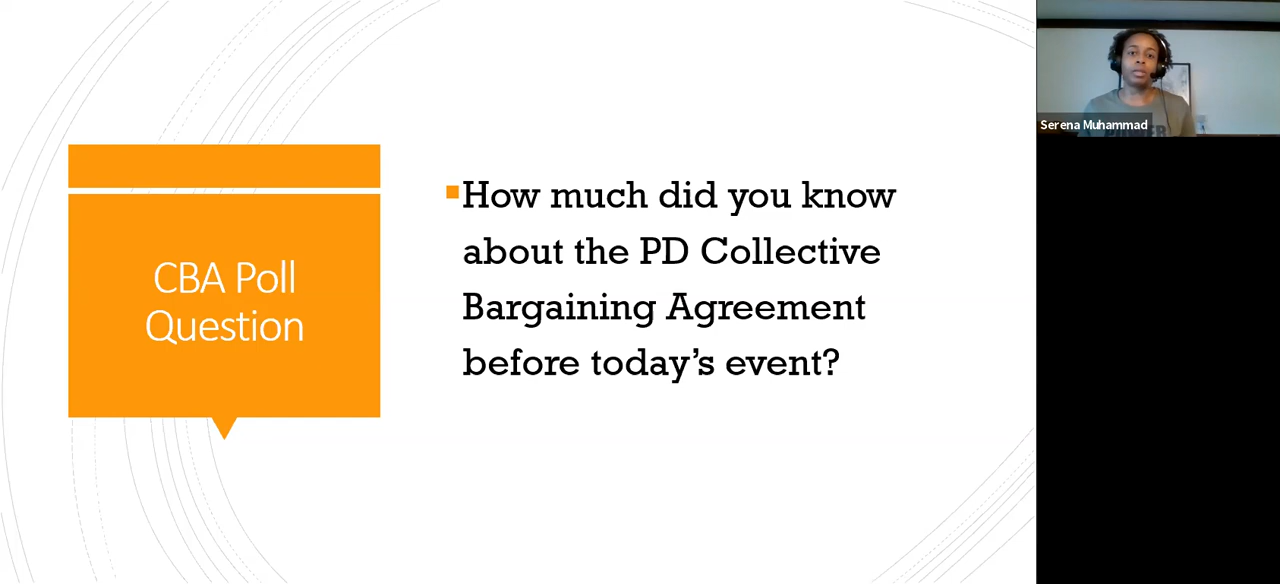 CBA Poll
Question
How much did you know
about the PD Collective
Bargaining Agreement
before today's event?
Serena Muhammad